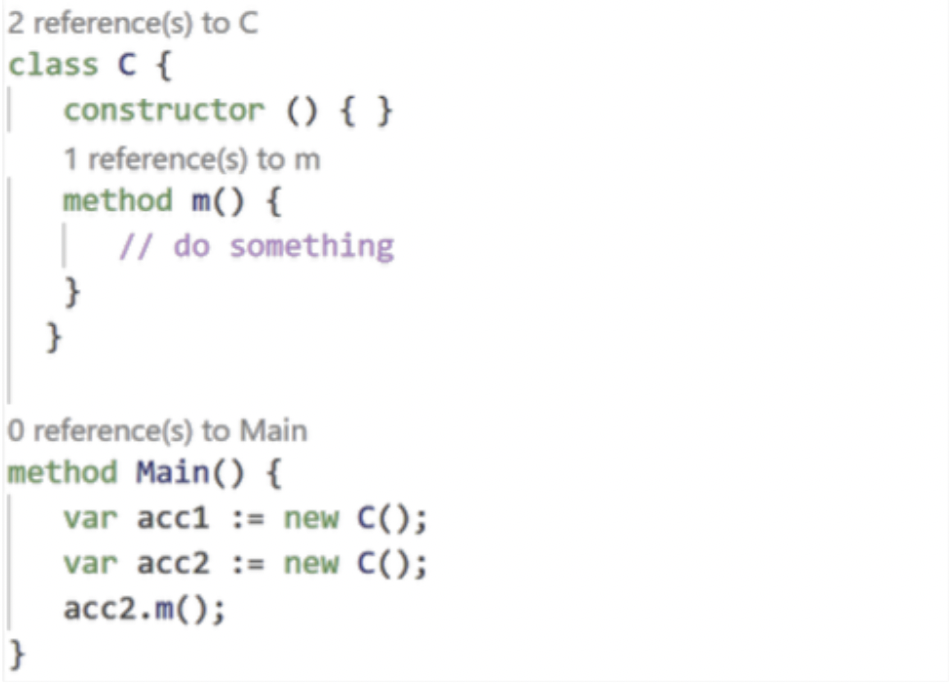 2 reference(s) to C
class C {
constructor () { }
1 reference(s) to m
method m() {
// do something
}
}
0 reference(s) to Main
method Main() {
var acc1 := new C();
var acc2 := new C();
acc2.m();
}